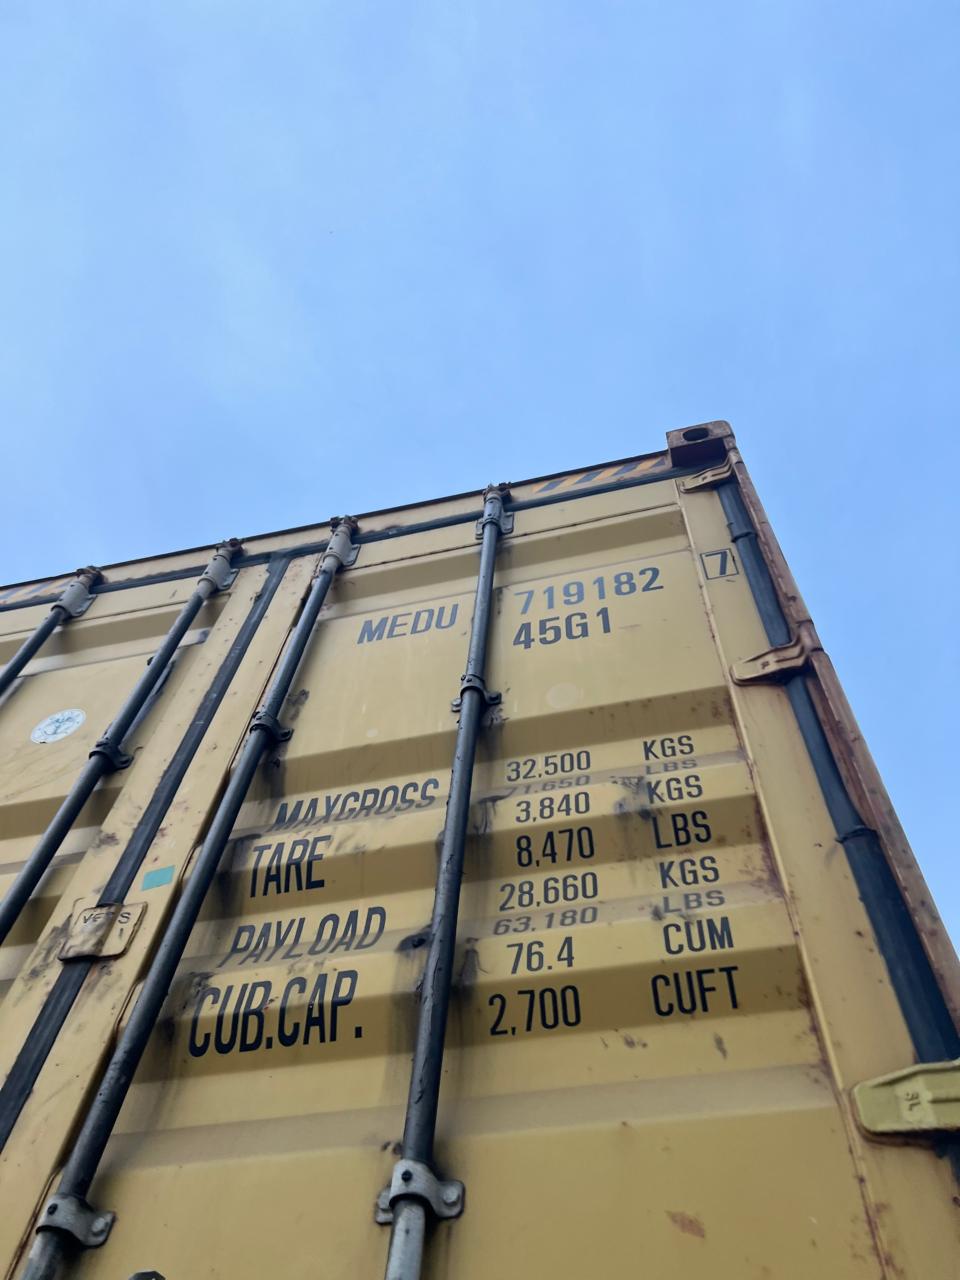 MEDU 719182 7
45G1
MAXGROSS 32,500 KGS
71,650 LBS
TARE 3,840 KGS
8,470 LBS
PAYLOAD 28,660 KGS
63,180 LBS
CUB.CAP. 76.4 CUM
2,700 CUFT